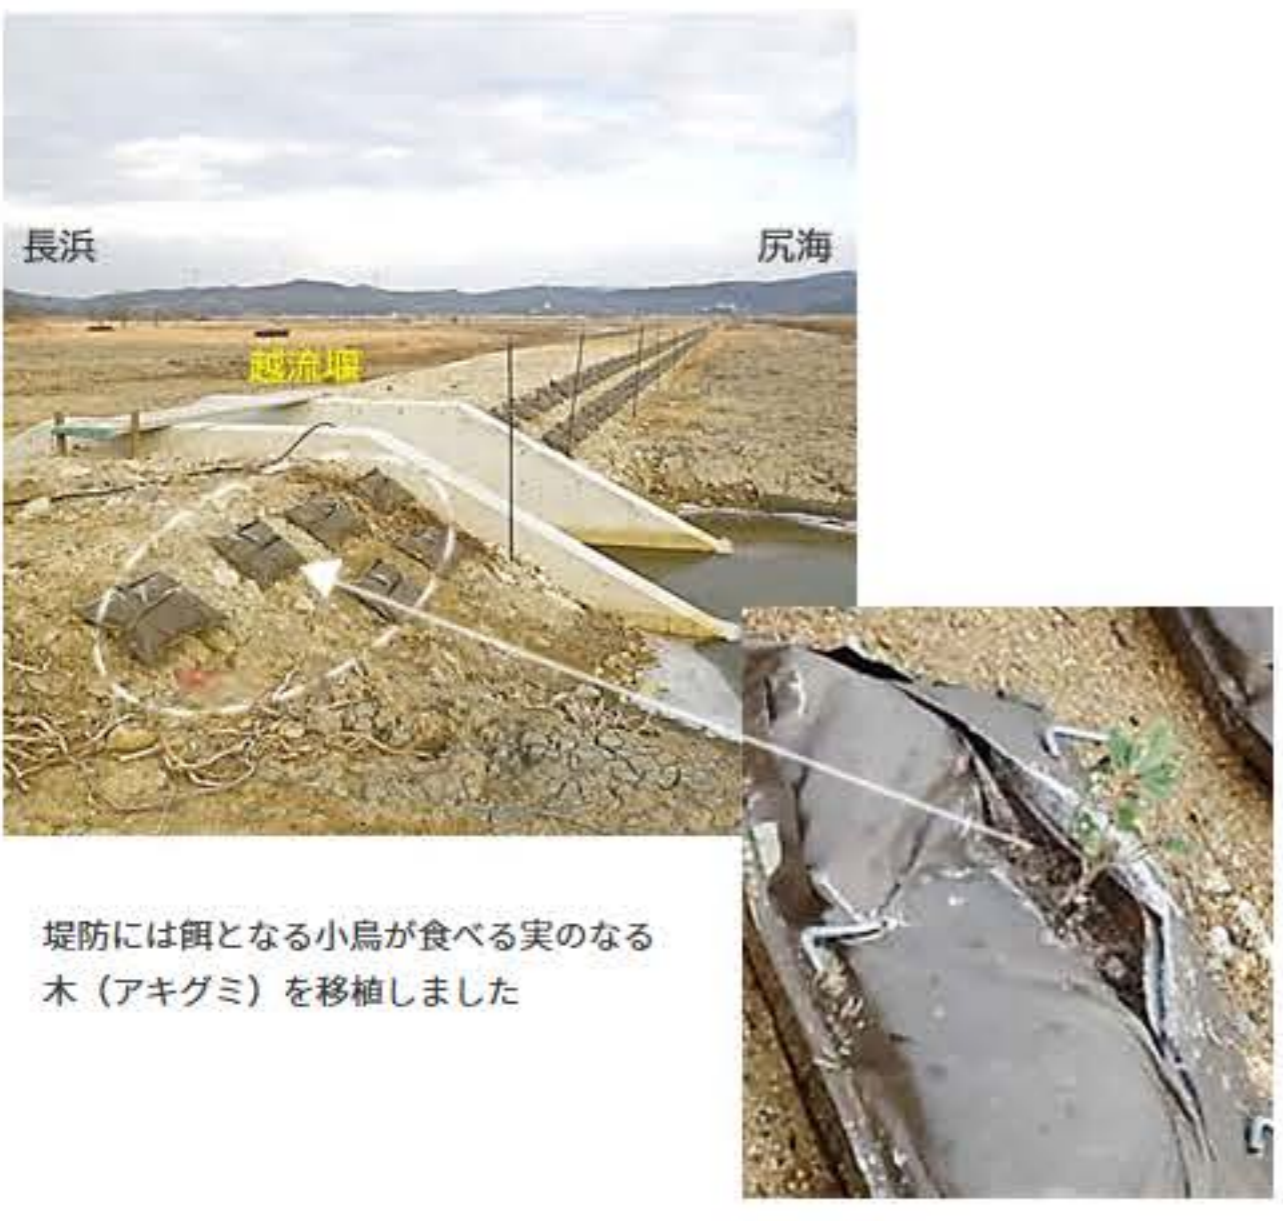 長浜
尻海
越流堰
堤防には餌となる小鳥が食べる実のなる
木（アキグミ）を移植しました